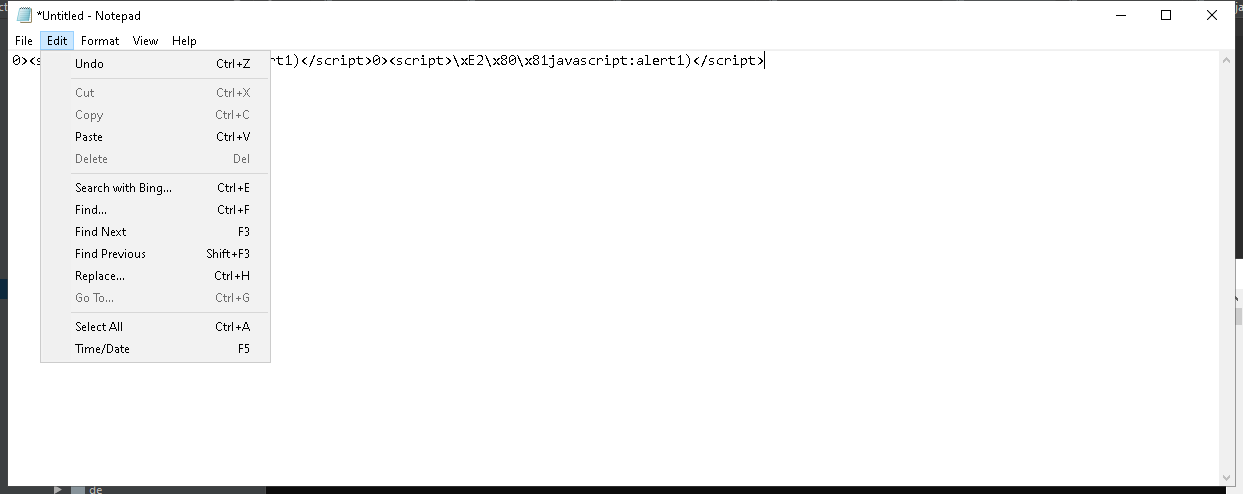 *Untitled - Notepad
File Edit Format View Help
0><s
rt1)</script>0><script>\xE2\x80\x81javascript:alert1)</script>
Undo Ctrl+Z
Cut Ctrl+X
Copy Ctrl+C
Paste Ctrl+V
Delete Del
Search with Bing... Ctrl+E
Find... Ctrl+F
Find Next F3
Find Previous Shift+F3
Replace... Ctrl+H
Go To... Ctrl+G
Select All Ctrl+A
Time/Date F5
de